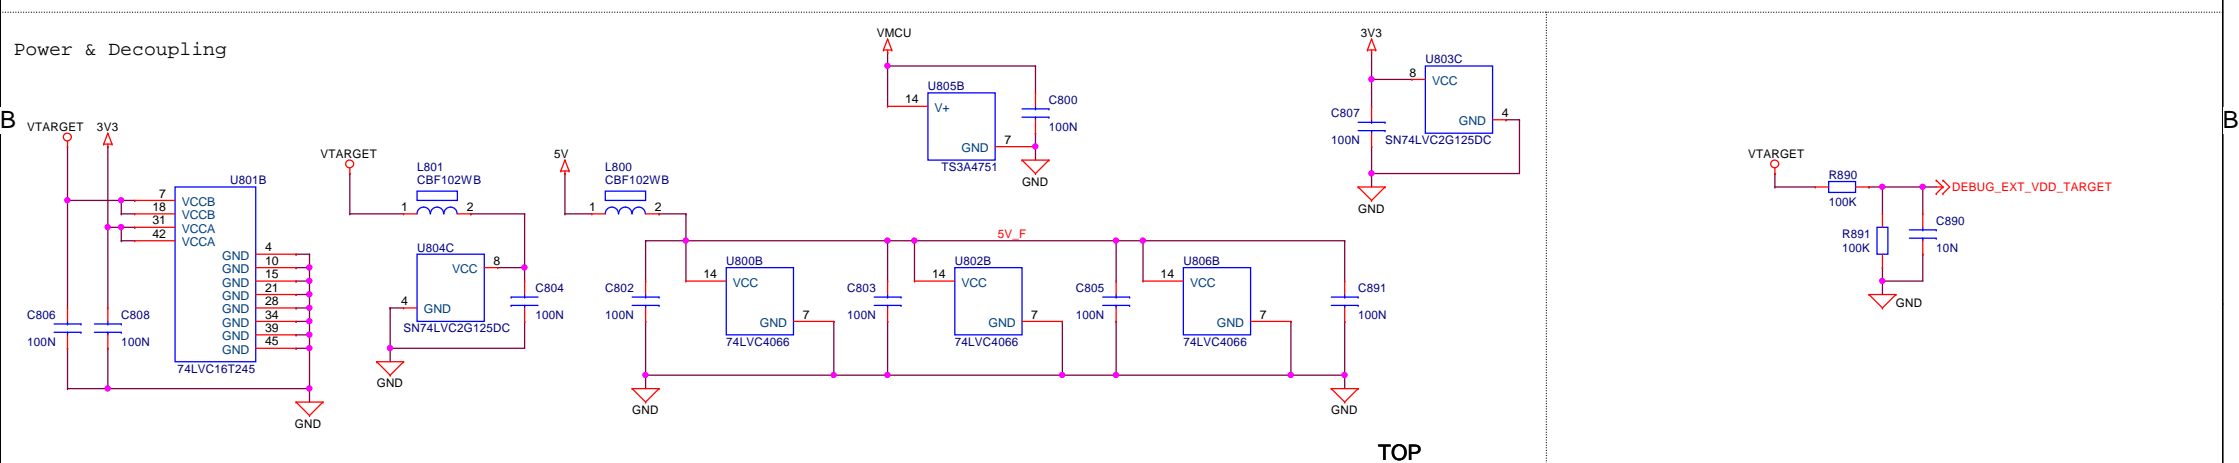 Power & Decoupling
B
B
VTARGET
3V3
U801B
7
VCCB
18
VCCB
31
VCCA
42
VCCA
GND
4
GND
10
GND
15
GND
21
GND
28
GND
34
GND
39
GND
45
74LVC16T245
C806
100N
C808
100N
GND
VTARGET
L801
CBF102WB
1
2
U804C
VCC
8
4
GND
SN74LVC2G125DC
C804
100N
GND
5V
L800
CBF102WB
1
2
5V_F
C802
100N
U800B
14
VCC
GND
7
74LVC4066
C803
100N
U802B
14
VCC
GND
7
74LVC4066
C805
100N
U806B
14
VCC
GND
7
74LVC4066
C891
100N
GND
GND
VMCU
U805B
14
V+
GND
7
TS3A4751
C800
100N
GND
3V3
U803C
8
VCC
GND
4
SN74LVC2G125DC
C807
100N
GND
VTARGET
R890
100K
DEBUG_EXT_VDD_TARGET
R891
100K
C890
10N
GND
TOP